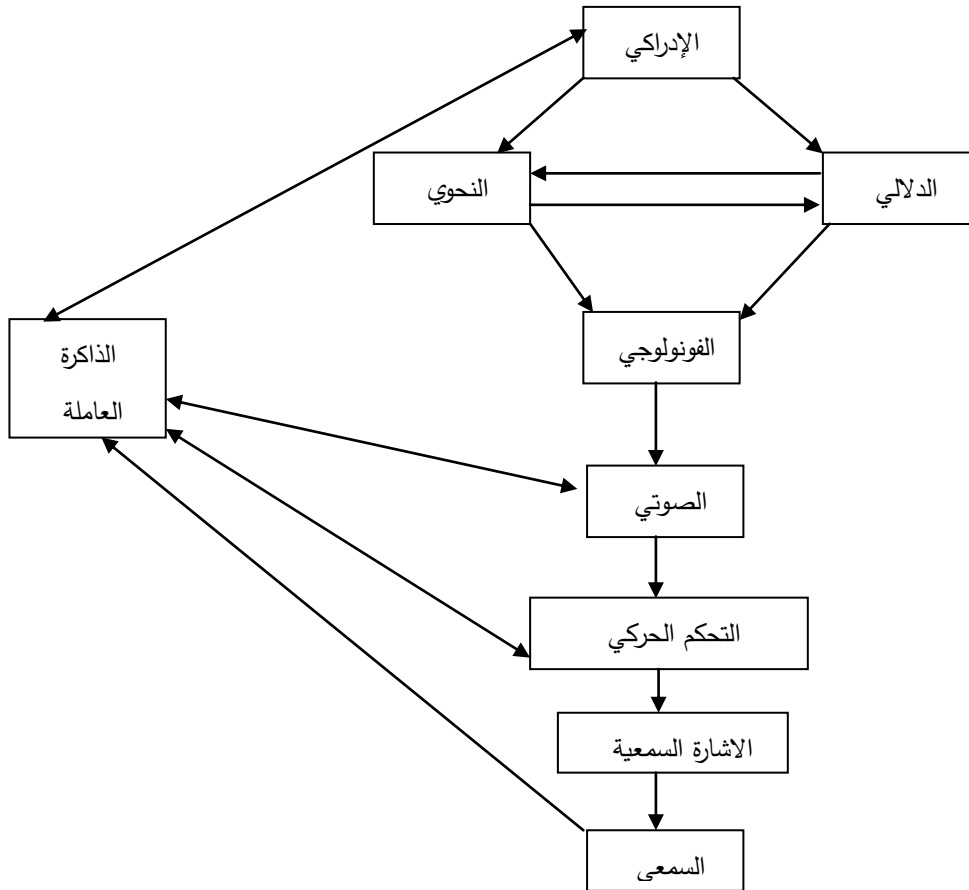 الإدراكي
الدلالي
النحوي
الفونولوجي
الذاكرة
العاملة
الصوتي
التحكم الحركي
الاشارة السمعية
السمعي